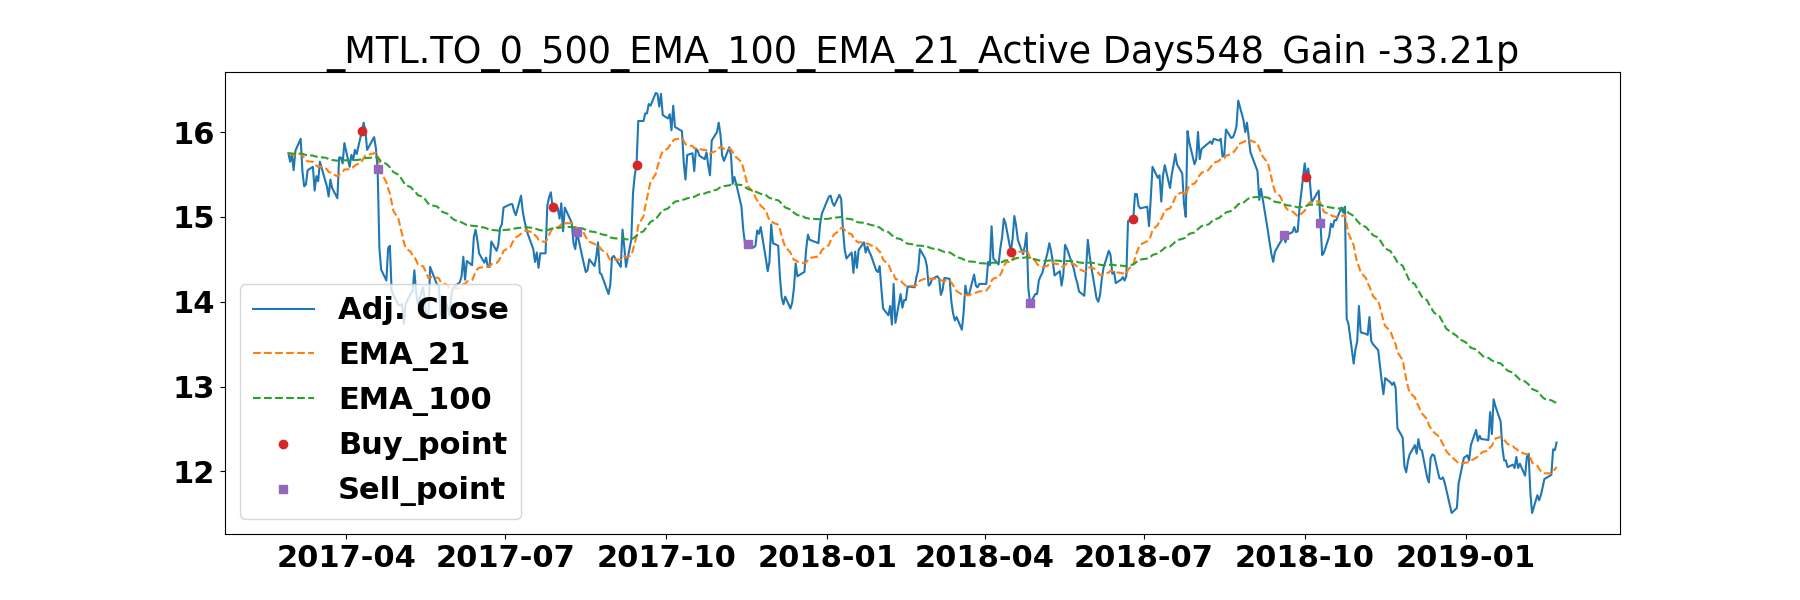 _MTL.TO_0_500_EMA_100_EMA_21_Active Days548_Gain -33.21p
16
15
14
13
12
Adj. Close
EMA_21
EMA_100
Buy_point
Sell_point
2017-04 2017-07 2017-10 2018-01 2018-04 2018-07 2018-10 2019-01